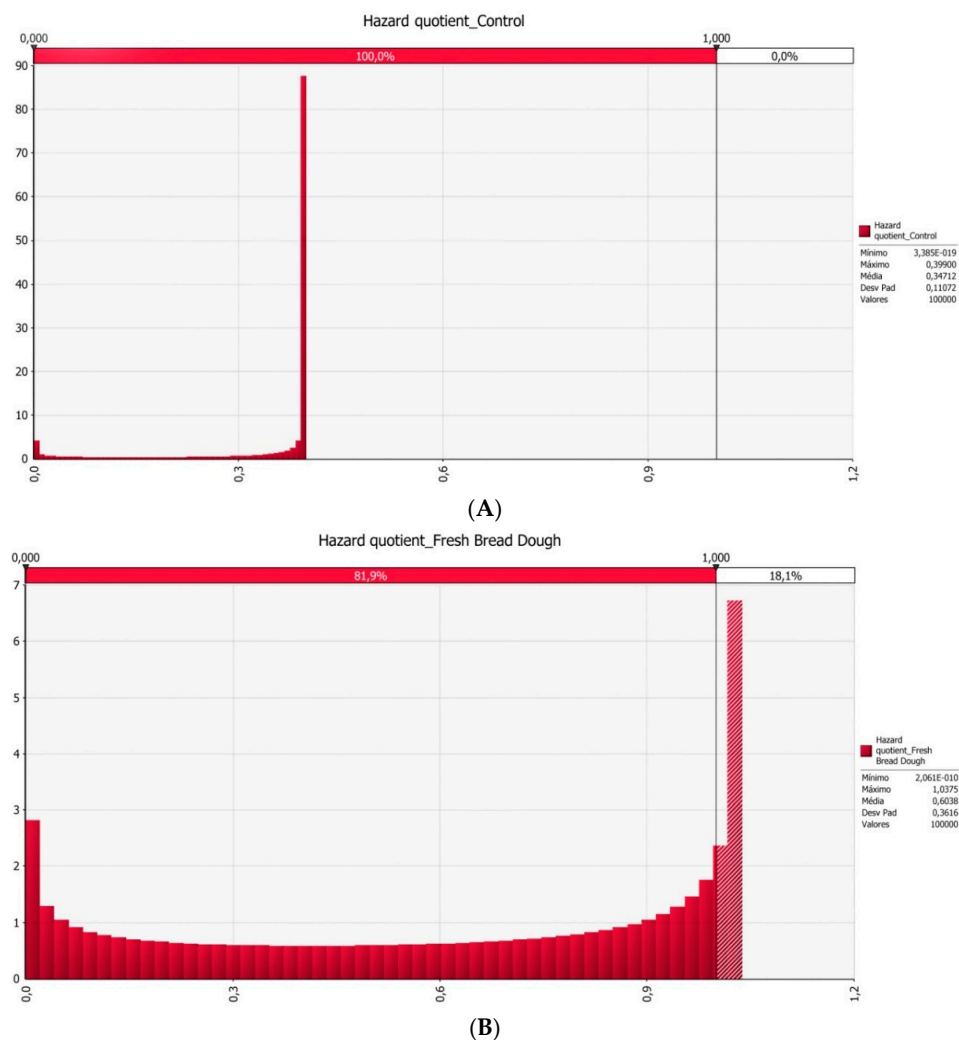 Hazard quotient_Control
0,000
1,000
100,0%
0,0%
90
80
70
60
50
40
30
20
10
0
0,0
0,3
0,6
0,9
1,2
Hazard
quotient_Control
Mínimo 3,385E-019
Máximo 0,39900
Média 0,34712
Desv Pad 0,11072
Valores 100000
(A)
Hazard quotient_Fresh Bread Dough
0,000
1,000
81,9%
18,1%
7
6
5
4
3
2
1
0
0,0
0,3
0,6
0,9
1,2
Hazard
quotient_Fresh
Bread Dough
Mínimo 2,061E-010
Máximo 1,0375
Média 0,6038
Desv Pad 0,3616
Valores 100000
(B)